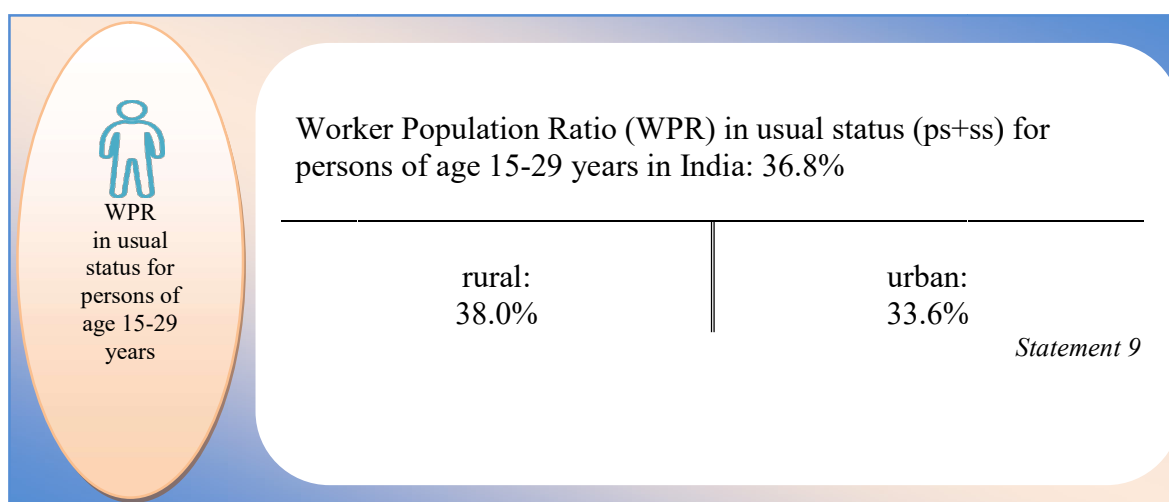 WPR
in usual
status for
persons of
age 15-29
years
Worker Population Ratio (WPR) in usual status (ps+ss) for
persons of age 15-29 years in India: 36.8%
rural:
38.0%
urban:
33.6%
Statement 9